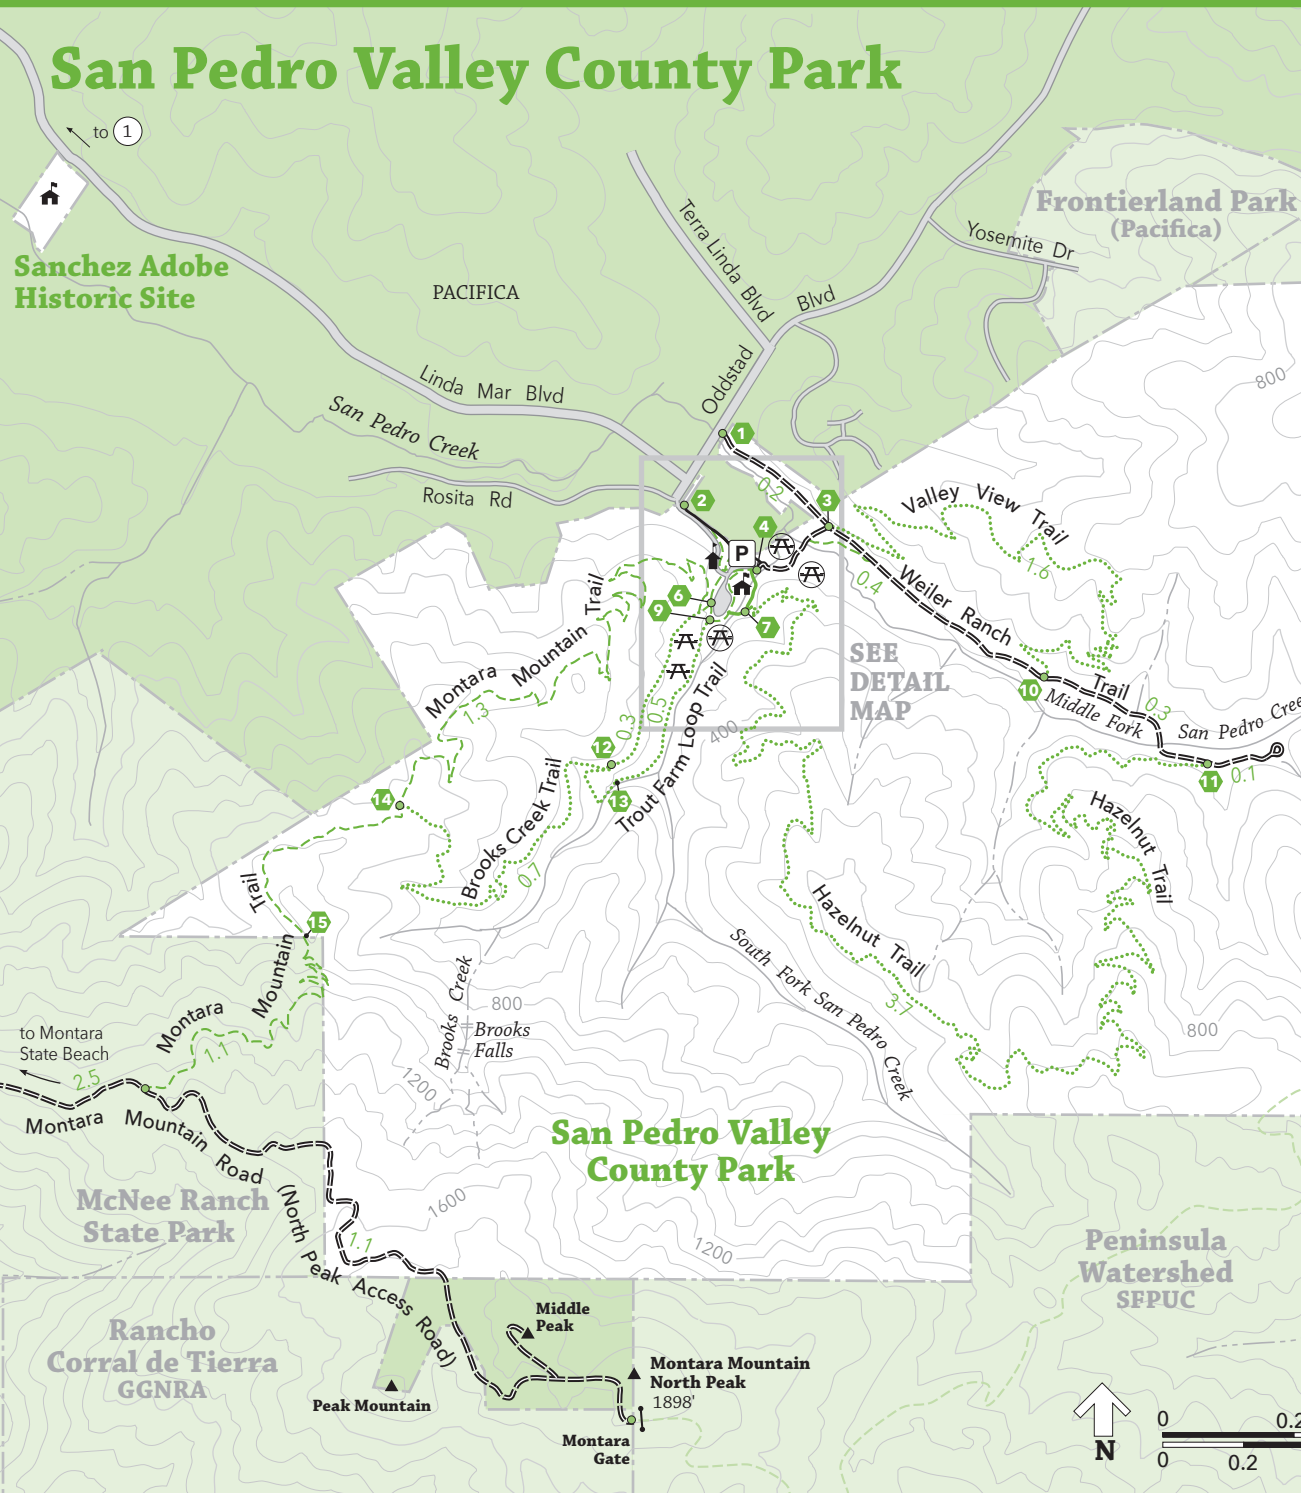 San Pedro Valley County Park
to 1
Sanchez Adobe
Historic Site
PACIFICA
Frontierland Park
(Pacifica)
Yosemite Dr
Terra Linda Blvd
Oddstad Blvd
Linda Mar Blvd
San Pedro Creek
Rosita Rd
800
1
0.2
2
3
4
P
6
9
7
Valley View Trail
1.6
0.4
Weiler Ranch Trail
SEE
DETAIL
MAP
10
0.3
Middle Fork San Pedro Cree
11
0.1
Montara Mountain Trail
1.3
0.3
0.5
400
12
13
Trout Farm Loop Trail
14
Brooks Creek Trail
0.7
Hazelnut Trail
Hazelnut Trail
3.7
15
Montara Mountain Trail
1.1
South Fork San Pedro Creek
Brooks Creek
800
Brooks
Falls
1200
800
to Montara
State Beach
2.5
Montara Mountain Road (North Peak Access Road)
San Pedro Valley
County Park
McNee Ranch
State Park
1.1
1600
1200
Peninsula
Watershed
SFPUC
Rancho
Corral de Tierra
GGNRA
Middle
Peak
Peak Mountain
Montara Mountain
North Peak
1898'
Montara
Gate
N
0 0.2
0 0.2